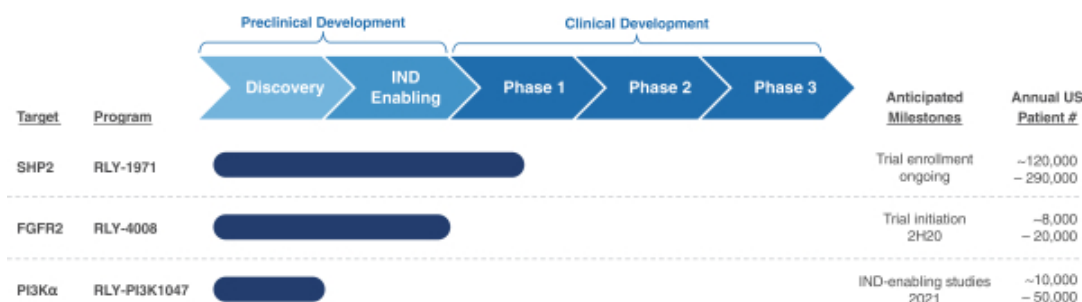 Preclinical Development
Clinical Development
Discovery
IND
Enabling
Phase 1
Phase 2
Phase 3
Target
Program
Anticipated
Milestones
Annual US
Patient #
SHP2
RLY-1971
Trial enrollment
ongoing
~120,000
– 290,000
FGFR2
RLY-4008
Trial initiation
2H20
~8,000
– 20,000
PI3Kα
RLY-PI3K1047
IND-enabling studies
2021
~10,000
– 50,000